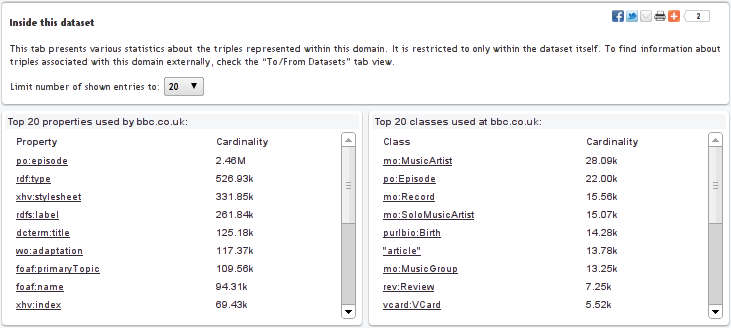 Inside this dataset
2
This tab presents various statistics about the triples represented within this domain. It is restricted to only within the dataset itself. To find information about
triples associated with this domain externally, check the "To/From Datasets" tab view.
Limit number of shown entries to: 20
Top 20 properties used by bbc.co.uk:
Property Cardinality
po:episode 2.46M
rdf:type 526.93k
xhv:stylesheet 331.85k
rdfs:label 261.84k
dcterm:title 125.18k
wo:adaptation 117.37k
foaf:primaryTopic 109.56k
foaf:name 94.31k
xhv:index 69.43k
Top 20 classes used at bbc.co.uk:
Class Cardinality
mo:MusicArtist 28.09k
po:Episode 22.00k
mo:Record 15.56k
mo:SoloMusicArtist 15.07k
purlbio:Birth 14.28k
"article" 13.78k
mo:MusicGroup 13.25k
rev:Review 7.25k
vcard:VCard 5.52k